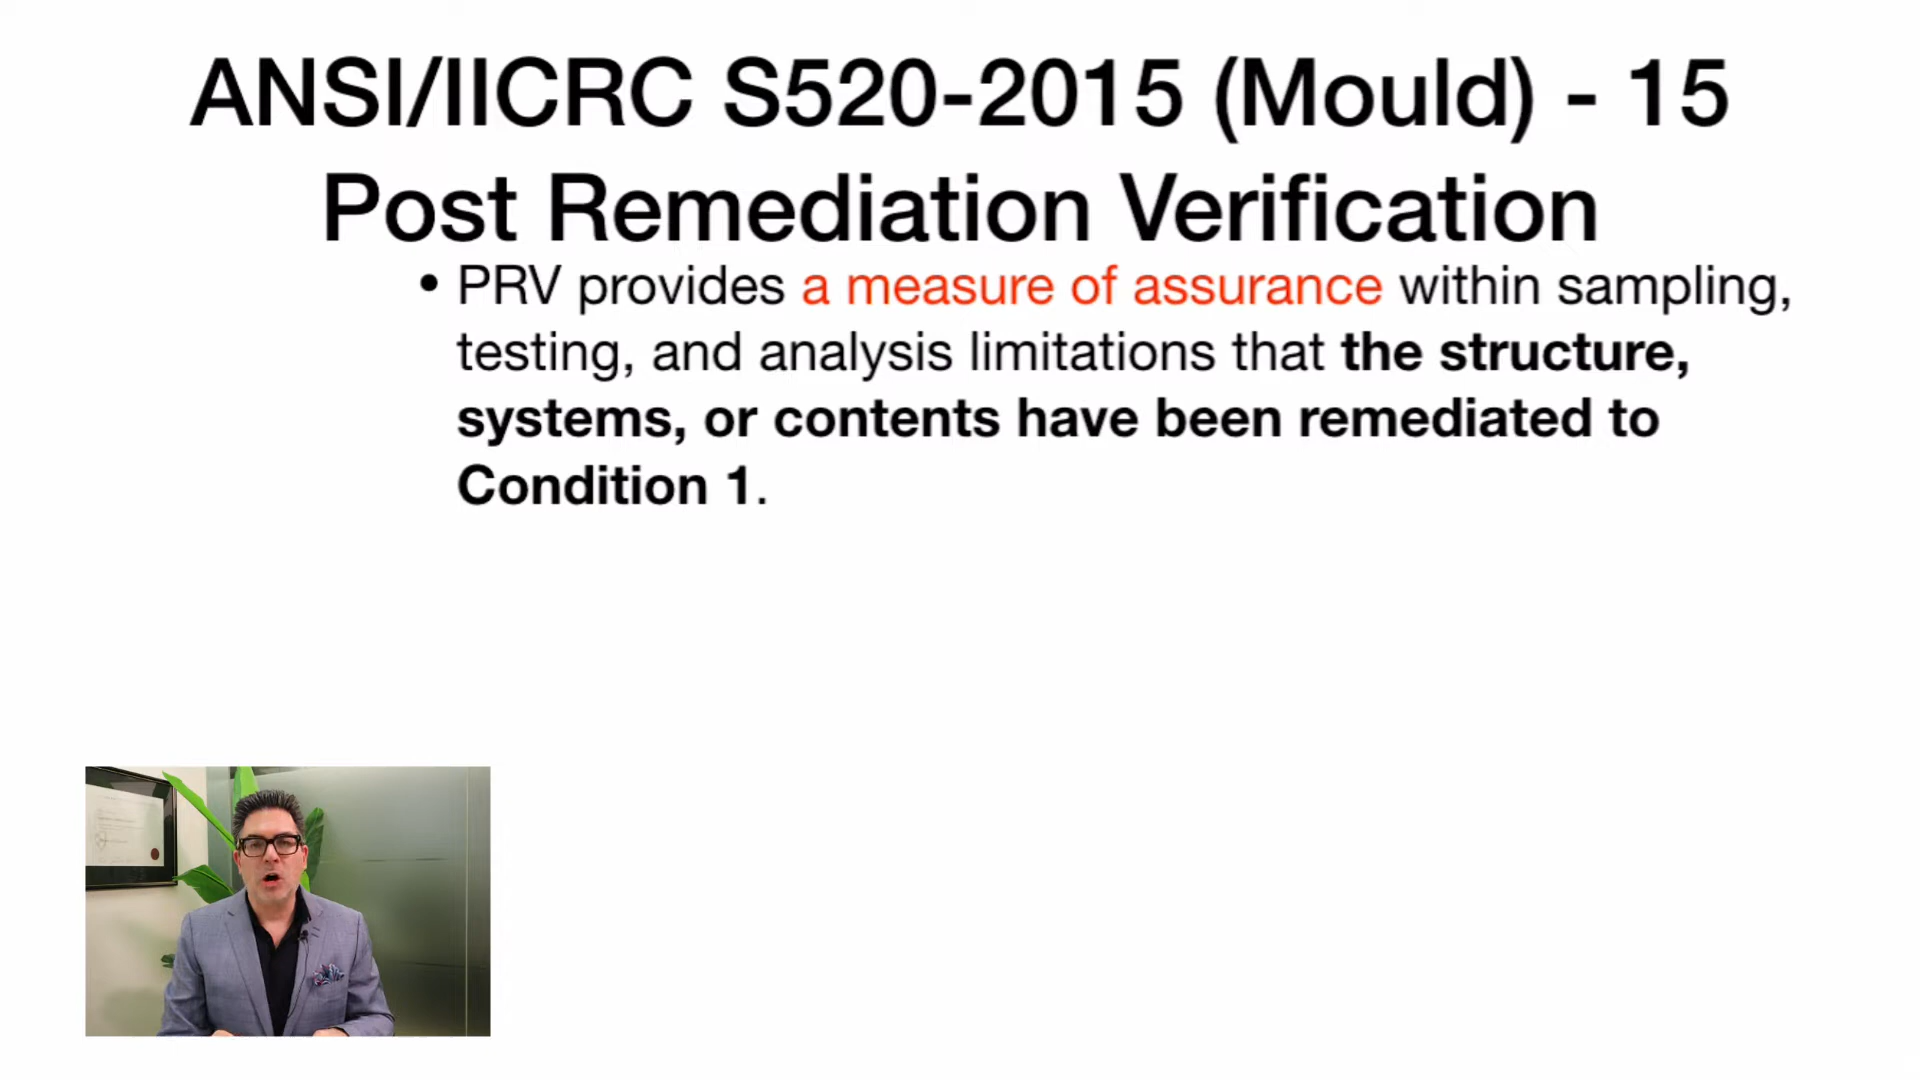 ANSI/IICRC S520-2015 (Mould) - 15
Post Remediation Verification
• PRV provides a measure of assurance within sampling,
testing, and analysis limitations that the structure,
systems, or contents have been remediated to
Condition 1.